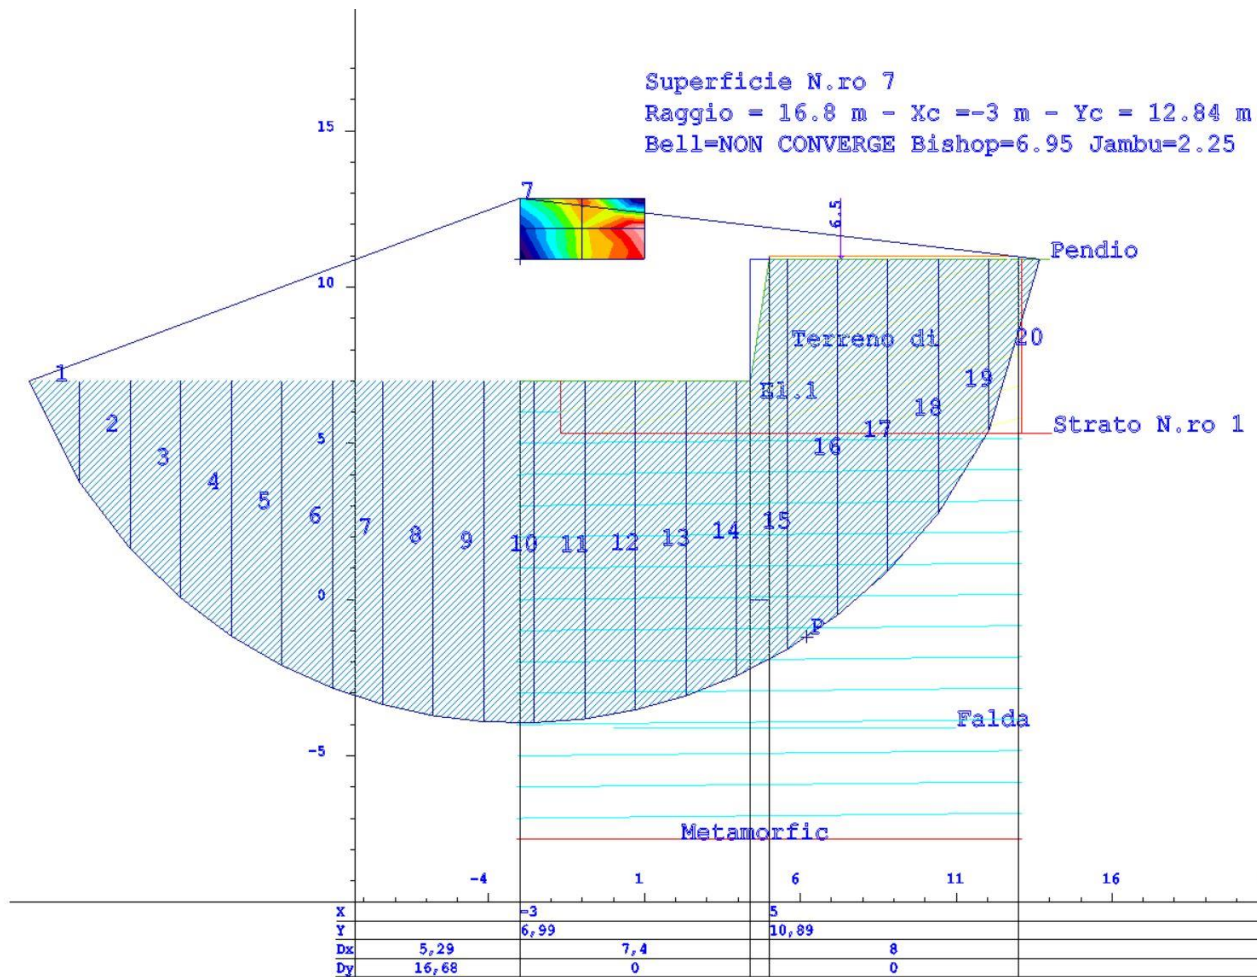 Superficie N.ro 7
Raggio = 16.8 m - Xc =-3 m - Yc = 12.84 m
Bell=NON CONVERGE Bishop=6.95 Jambu=2.25
15
7
6.5
Pendio
10
Terreno di
20
1
El.1
19
18
Strato N.ro 1
2
17
5
16
3
4
5
6
7
8
9
10
11
12
13
14
15
0
P
Falda
-5
Metamorfic
-4 1 6 11 16
X -3 5
Y 6,99 10,89
Dx 5,29 7,4 8
Dy 16,68 0 0